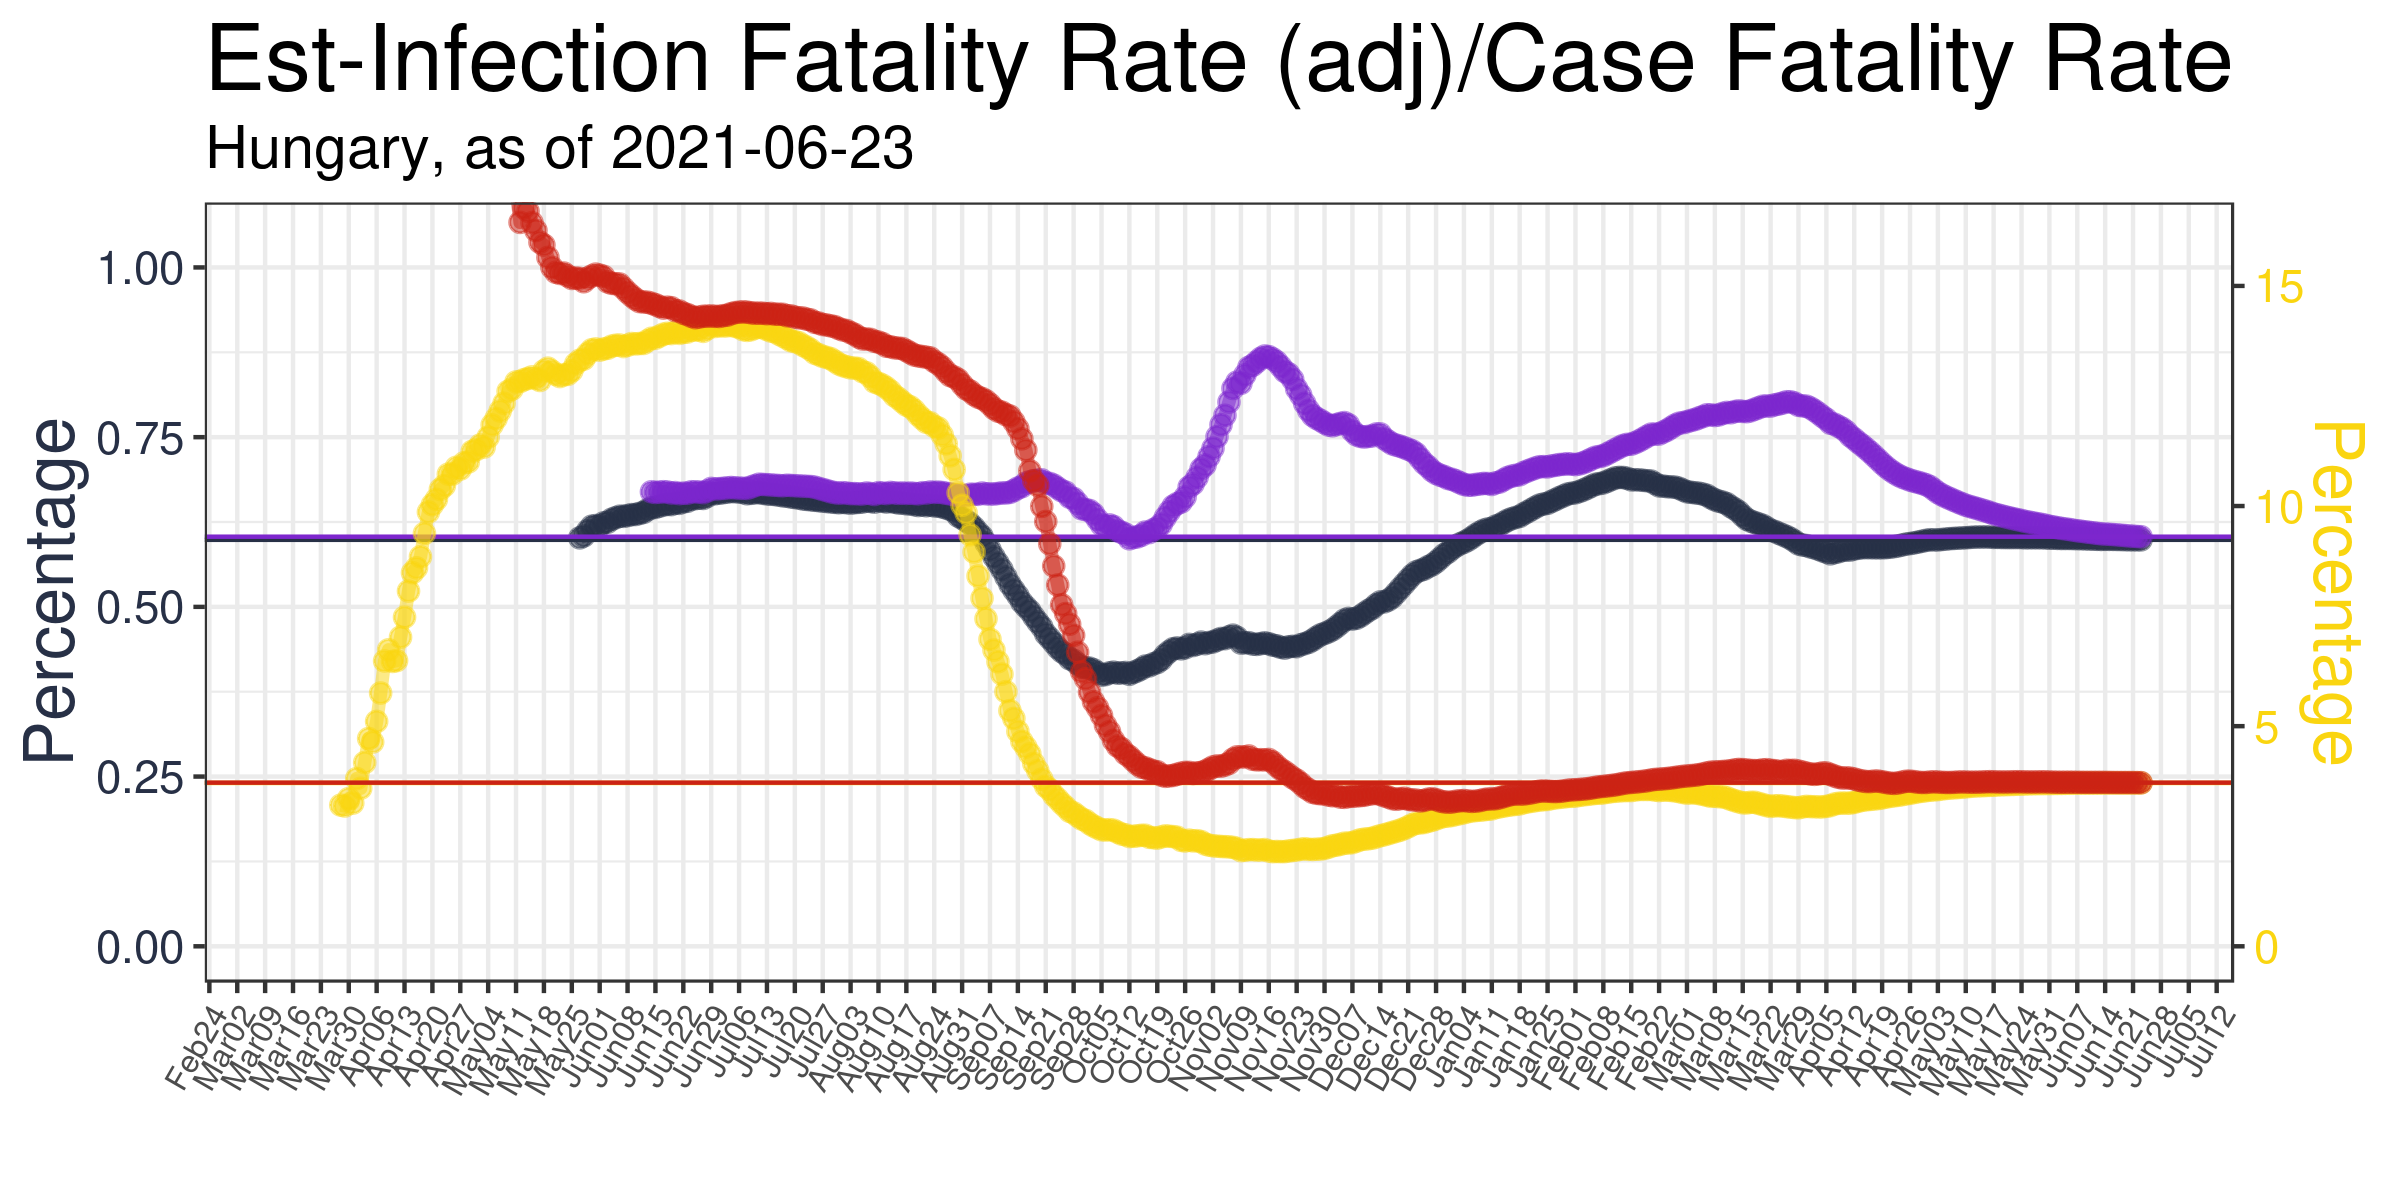 Est-Infection Fatality Rate (adj)/Case Fatality Rate
Hungary, as of 2021-06-23
Percentage
1.00
0.75
0.50
0.25
0.00
15
10
5
0
Percentage
Feb24
Mar02
Mar09
Mar16
Mar23
Mar30
Apr06
Apr13
Apr20
Apr27
May04
May11
May18
May25
Jun01
Jun08
Jun15
Jun22
Jun29
Jul06
Jul13
Jul20
Jul27
Aug03
Aug10
Aug17
Aug24
Aug31
Sep07
Sep14
Sep21
Sep28
Oct05
Oct12
Oct19
Oct26
Nov02
Nov09
Nov16
Nov23
Nov30
Dec07
Dec14
Dec21
Dec28
Jan04
Jan11
Jan18
Jan25
Feb01
Feb08
Feb15
Feb22
Mar01
Mar08
Mar15
Mar22
Mar29
Apr05
Apr12
Apr19
Apr26
May03
May10
May17
May24
May31
Jun07
Jun14
Jun21
Jun28
Jul05
Jul12